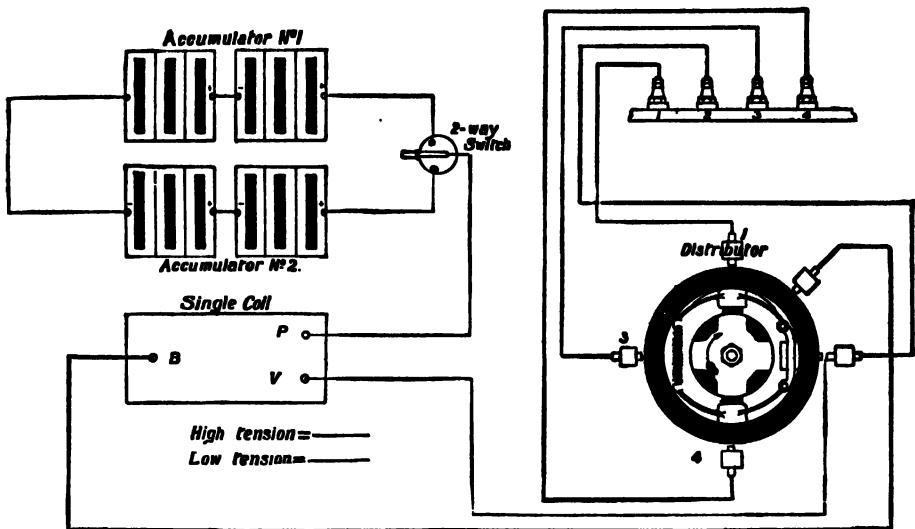 Accumulator Nº1
2-way
Switch
Accumulator Nº2.
Single Coil
P
B
V
High tension=
Low tension=
1 2 3 4
1
Distributor
3
4